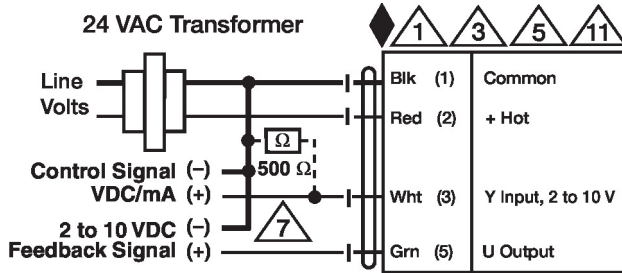 24 VAC Transformer
1 3 5 11
Line
Volts
Blk (1) Common
Red (2) + Hot
Ω
500 Ω
Control Signal (–)
VDC/mA (+)
Wht (3) Y Input, 2 to 10 V
7
2 to 10 VDC (–)
Feedback Signal (+)
Grn (5) U Output